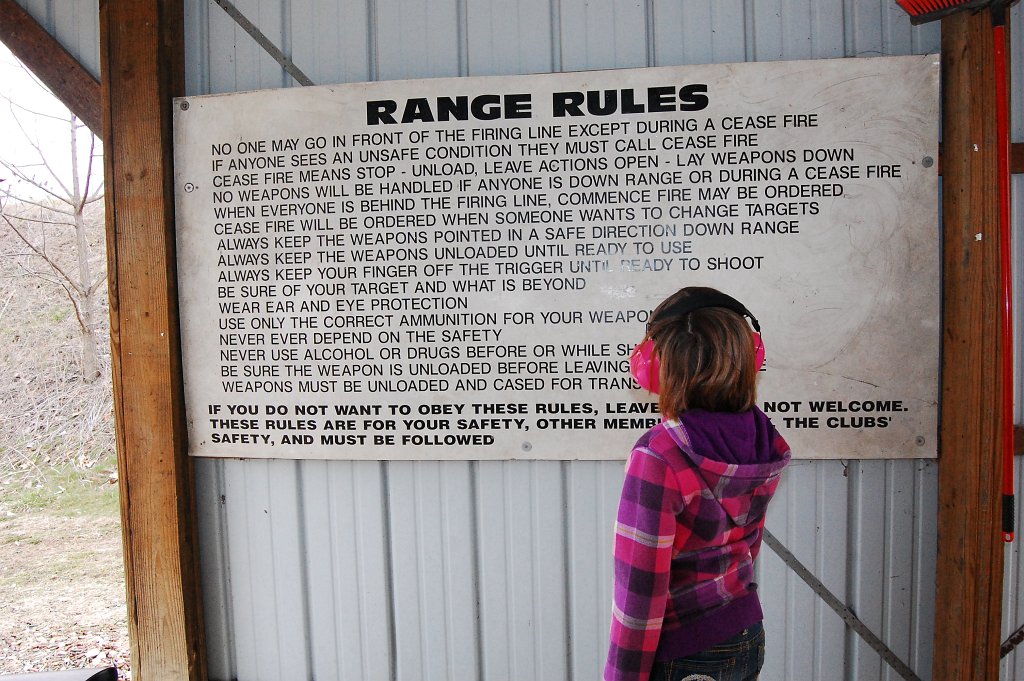 RANGE RULES
NO ONE MAY GO IN FRONT OF THE FIRING LINE EXCEPT DURING A CEASE FIRE
IF ANYONE SEES AN UNSAFE CONDITION THEY MUST CALL CEASE FIRE
CEASE FIRE MEANS STOP - UNLOAD, LEAVE ACTIONS OPEN - LAY WEAPONS DOWN
NO WEAPONS WILL BE HANDLED IF ANYONE IS DOWN RANGE OR DURING A CEASE FIRE
WHEN EVERYONE IS BEHIND THE FIRING LINE, COMMENCE FIRE MAY BE ORDERED
CEASE FIRE WILL BE ORDERED WHEN SOMEONE WANTS TO CHANGE TARGETS
ALWAYS KEEP THE WEAPONS POINTED IN A SAFE DIRECTION DOWN RANGE
ALWAYS KEEP THE WEAPONS UNLOADED UNTIL READY TO USE
ALWAYS KEEP YOUR FINGER OFF THE TRIGGER UNTIL READY TO SHOOT
BE SURE OF YOUR TARGET AND WHAT IS BEYOND
WEAR EAR AND EYE PROTECTION
USE ONLY THE CORRECT AMMUNITION FOR YOUR WEAPO
NEVER EVER DEPEND ON THE SAFETY
NEVER USE ALCOHOL OR DRUGS BEFORE OR WHILE SH
BE SURE THE WEAPON IS UNLOADED BEFORE LEAVING
WEAPONS MUST BE UNLOADED AND CASED FOR TRANS
IF YOU DO NOT WANT TO OBEY THESE RULES, LEAVE NOT WELCOME.
THESE RULES ARE FOR YOUR SAFETY, OTHER MEMB THE CLUBS'
SAFETY, AND MUST BE FOLLOWED